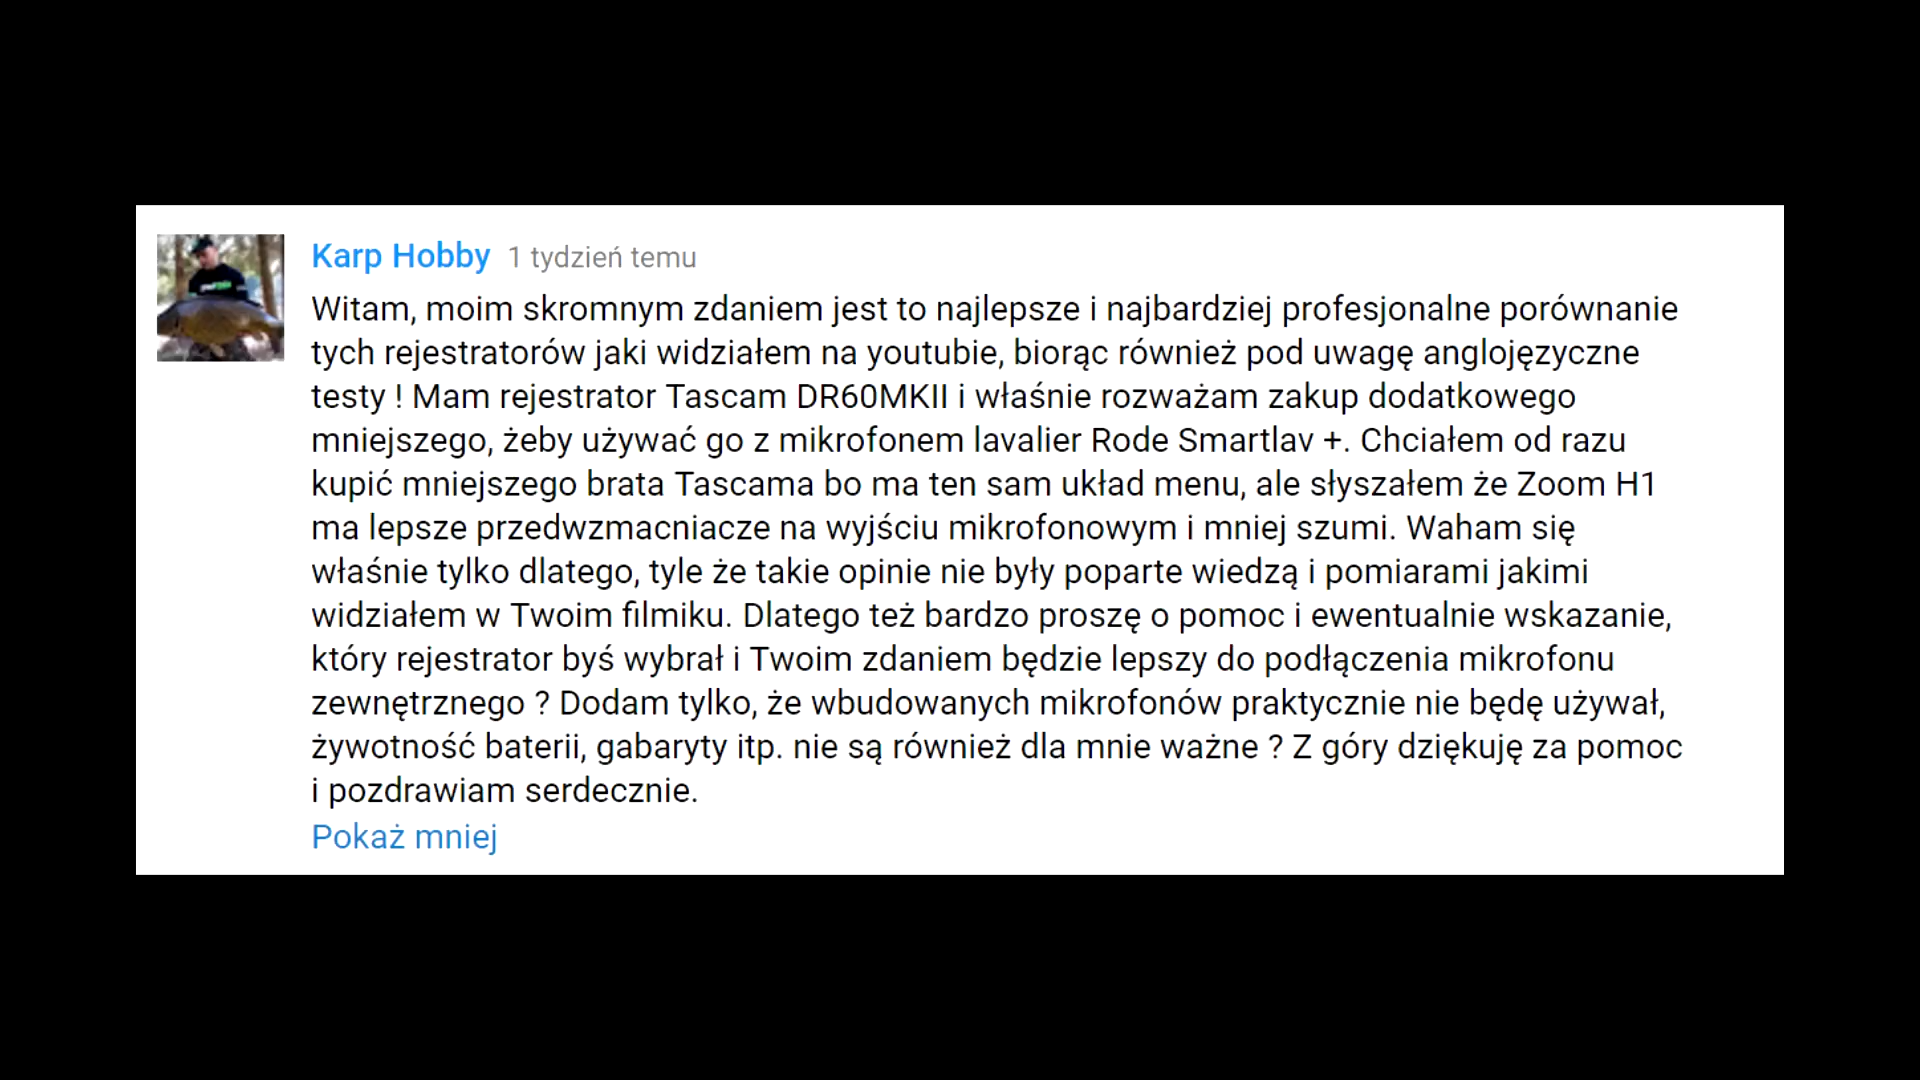 Karp Hobby 1 tydzień temu
Witam, moim skromnym zdaniem jest to najlepsze i najbardziej profesjonalne porównanie
tych rejestratorów jaki widziałem na youtubie, biorąc również pod uwagę anglojęzyczne
testy ! Mam rejestrator Tascam DR60MKII i właśnie rozważam zakup dodatkowego
mniejszego, żeby używać go z mikrofonem lavalier Rode Smartlav +. Chciałem od razu
kupić mniejszego brata Tascama bo ma ten sam układ menu, ale słyszałem że Zoom H1
ma lepsze przedwzmacniacze na wyjściu mikrofonowym i mniej szumi. Waham się
właśnie tylko dlatego, tyle że takie opinie nie były poparte wiedzą i pomiarami jakimi
widziałem w Twoim filmiku. Dlatego też bardzo proszę o pomoc i ewentualnie wskazanie,
który rejestrator byś wybrał i Twoim zdaniem będzie lepszy do podłączenia mikrofonu
zewnętrznego ? Dodam tylko, że wbudowanych mikrofonów praktycznie nie będę używał,
żywotność baterii, gabaryty itp. nie są również dla mnie ważne ? Z góry dziękuję za pomoc
i pozdrawiam serdecznie.
Pokaż mniej